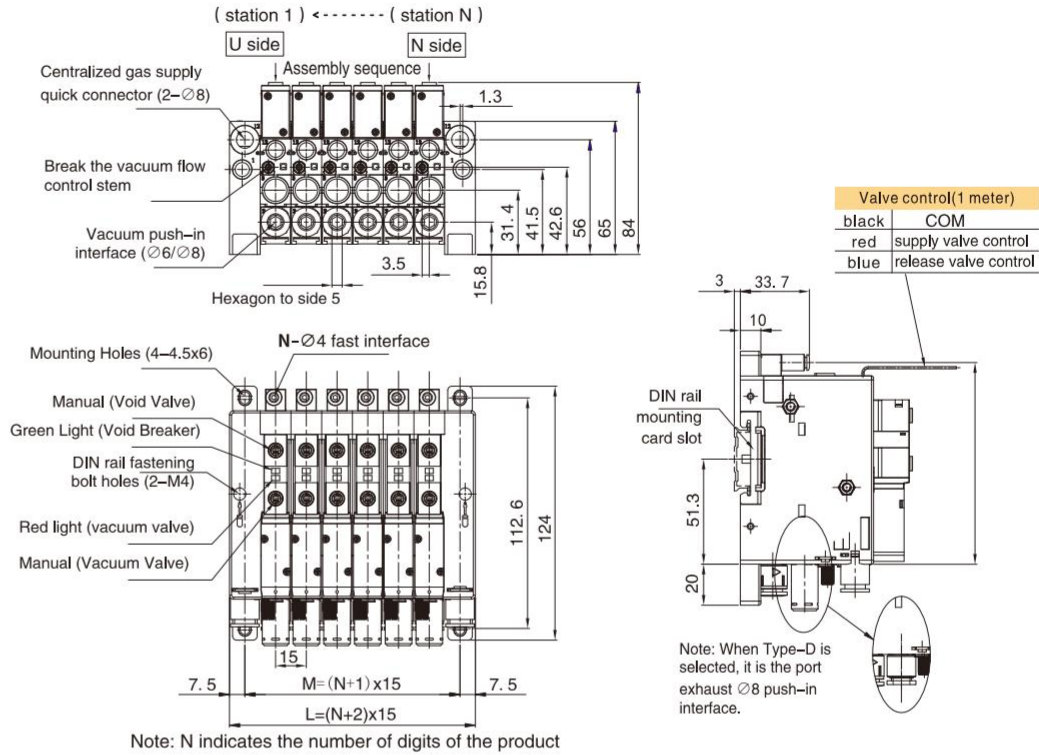 ( station 1 ) <-------- ( station N )
U side
N side
Assembly sequence
Centralized gas supply
quick connector (2–∅8)
Break the vacuum flow
control stem
Vacuum push-in
interface (∅6/∅8)
Hexagon to side 5
3.5
1.3
15.8
31.4
41.5
42.6
56
65
84
Valve control(1 meter)
black COM
red supply valve control
blue release valve control
N–∅4 fast interface
Mounting Holes (4–4.5x6)
Manual (Void Valve)
Green Light (Void Breaker)
DIN rail fastening
bolt holes (2–M4)
Red light (vacuum valve)
Manual (Vacuum Valve)
112.6
124
15
7.5
M=(N+1)x15
7.5
L=(N+2)x15
Note: N indicates the number of digits of the product
3
33.7
10
DIN rail
mounting
card slot
51.3
20
Note: When Type–D is
selected, it is the port
exhaust ∅8 push-in
interface.